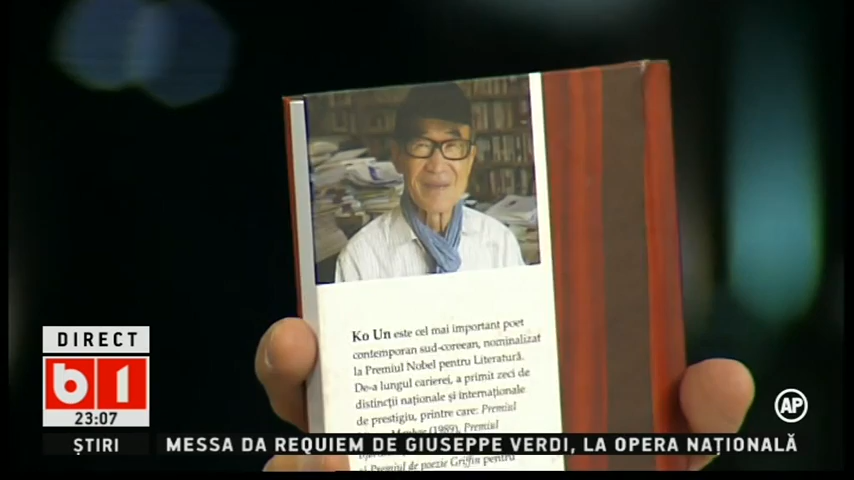 Ko Un este cel mai important poet
contemporan sud-coreean, nominalizat
la Premiul Nobel pentru Literatură.
De-a lungul carierei, a primit zeci de
distincții naționale și internaționale
de prestigiu, printre care: Premiul
Manhae (1989), Premiul
și Premiul de poezie Griffin pentru
DIRECT
b1
23:07
AP
ȘTIRI
MESSA DA REQUIEM DE GIUSEPPE VERDI, LA OPERA NAȚIONALĂ